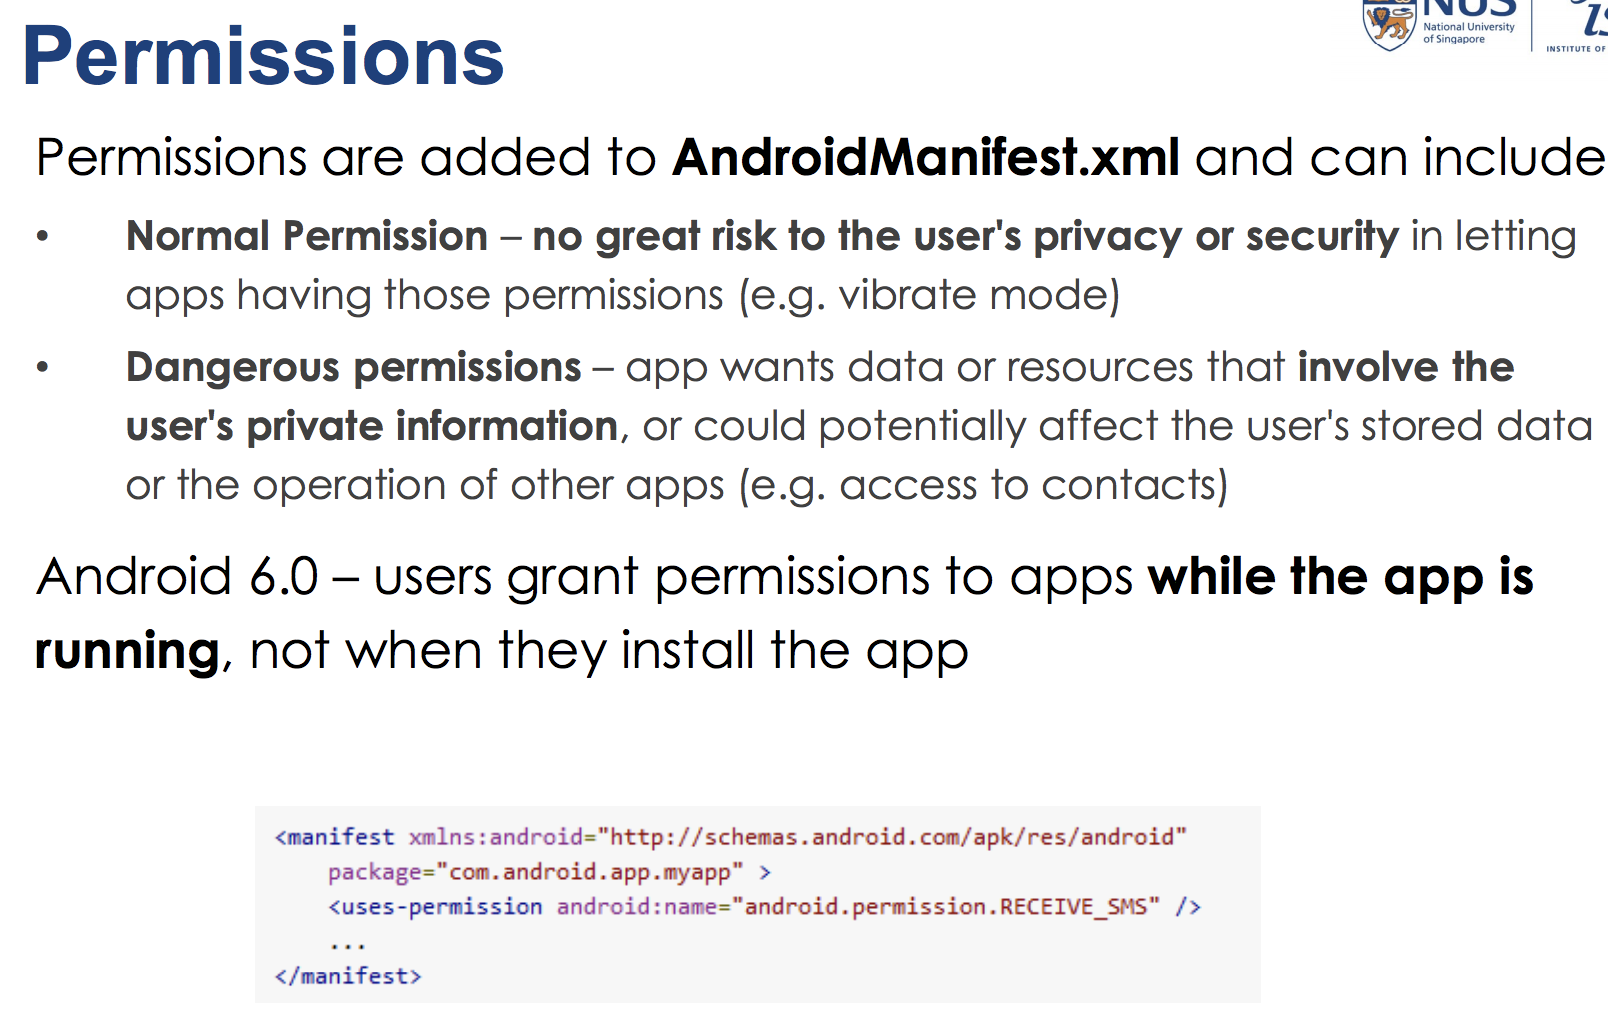 Permissions
NUS
National University
of Singapore
INSTITUTE OF
Permissions are added to AndroidManifest.xml and can include
• Normal Permission – no great risk to the user's privacy or security in letting
apps having those permissions (e.g. vibrate mode)
• Dangerous permissions – app wants data or resources that involve the
user's private information, or could potentially affect the user's stored data
or the operation of other apps (e.g. access to contacts)
Android 6.0 – users grant permissions to apps while the app is
running, not when they install the app
<manifest xmlns:android="http://schemas.android.com/apk/res/android"
package="com.android.app.myapp" >
<uses-permission android:name="android.permission.RECEIVE_SMS" />
...
</manifest>